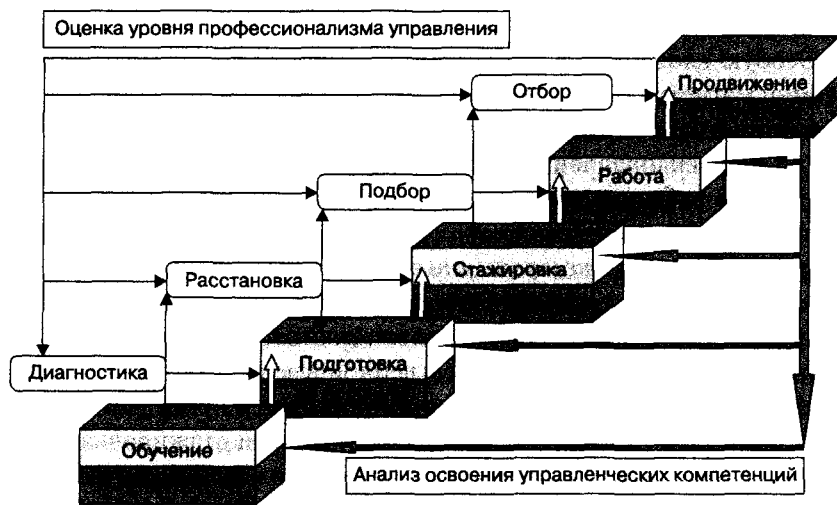 Оценка уровня профессионализма управления
Продвижение
Отбор
Работа
Подбор
Стажировка
Расстановка
Подготовка
Диагностика
Обучение
Анализ освоения управленческих компетенций